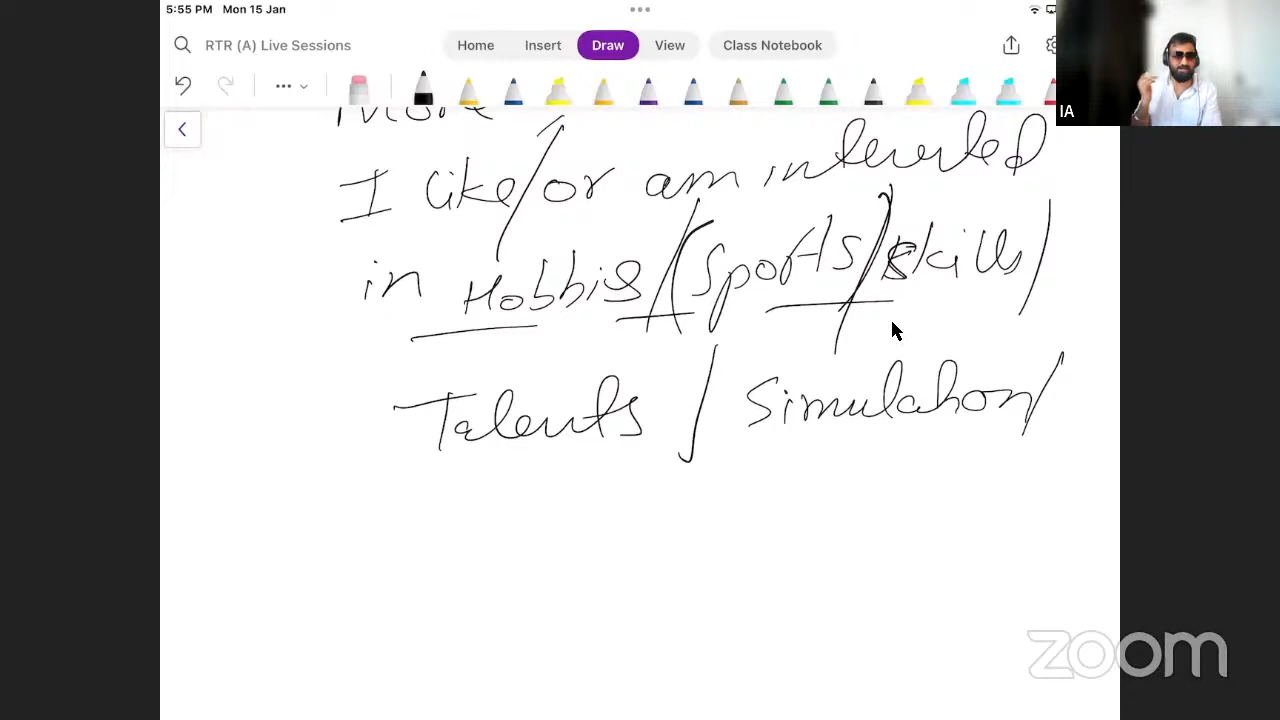 5:55 PM Mon 15 Jan
RTR (A) Live Sessions
Home Insert Draw View Class Notebook
IA
More
I like/or am interested
in Hobbies/(Sports/skills/
Talents / Simulation/
zoom